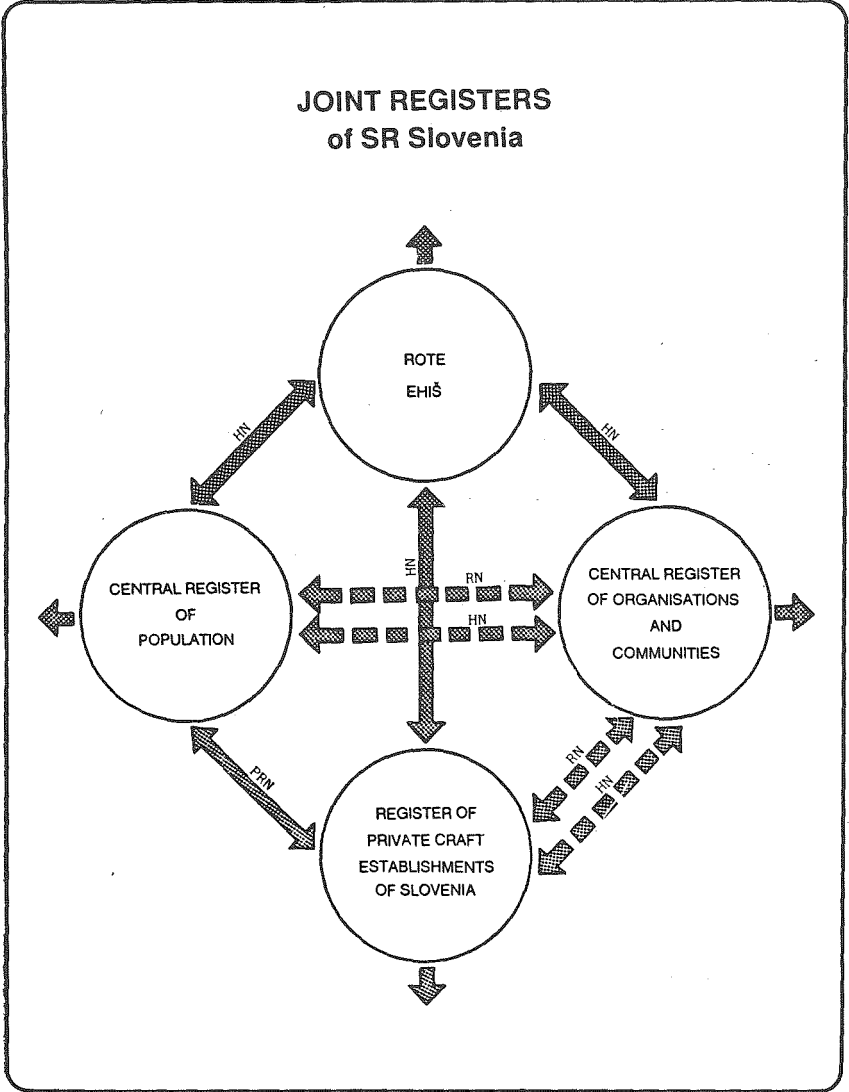 JOINT REGISTERS
of SR Slovenia
ROTE
EHIŠ
HN
HN
HN
CENTRAL REGISTER
OF
POPULATION
RN
HN
CENTRAL REGISTER
OF ORGANISATIONS
AND
COMMUNITIES
PRN
RN
HN
REGISTER OF
PRIVATE CRAFT
ESTABLISHMENTS
OF SLOVENIA